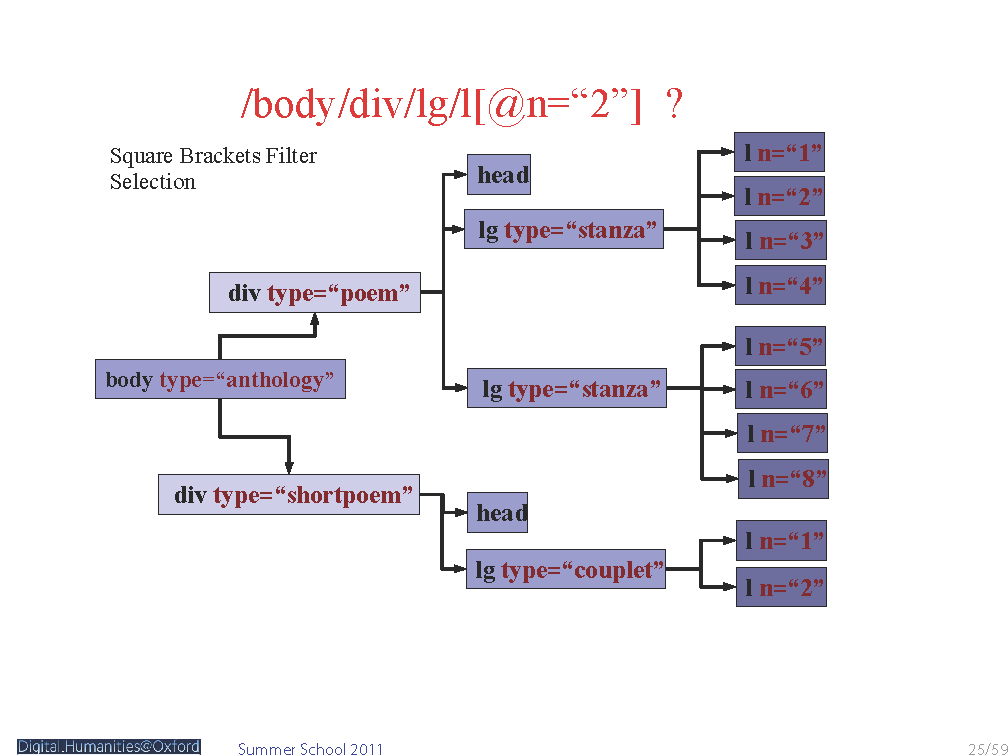 /body/div/lg/l[@n=“2”] ?
Square Brackets Filter
Selection
l n=“1”
head
l n=“2”
lg type=“stanza”
l n=“3”
l n=“4”
div type=“poem”
l n=“5”
body type=“anthology”
lg type=“stanza”
l n=“6”
l n=“7”
l n=“8”
div type=“shortpoem”
head
l n=“1”
lg type=“couplet”
l n=“2”
Digital.Humanities@Oxford
Summer School 2011
25/59